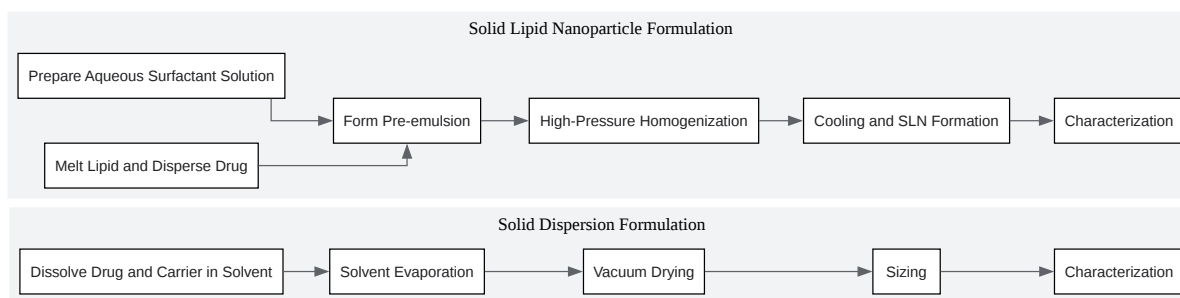 Solid Lipid Nanoparticle Formulation
Prepare Aqueous Surfactant Solution
Form Pre-emulsion
High-Pressure Homogenization
Cooling and SLN Formation
Characterization
Melt Lipid and Disperse Drug
Solid Dispersion Formulation
Dissolve Drug and Carrier in Solvent
Solvent Evaporation
Vacuum Drying
Sizing
Characterization